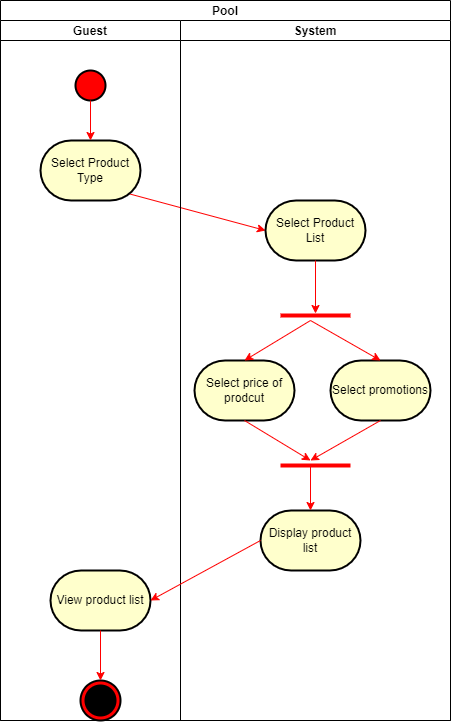 Pool
Guest
System
Select Product
Type
Select Product
List
Select price of
prodcut
Select promotions
Display product
list
View product list